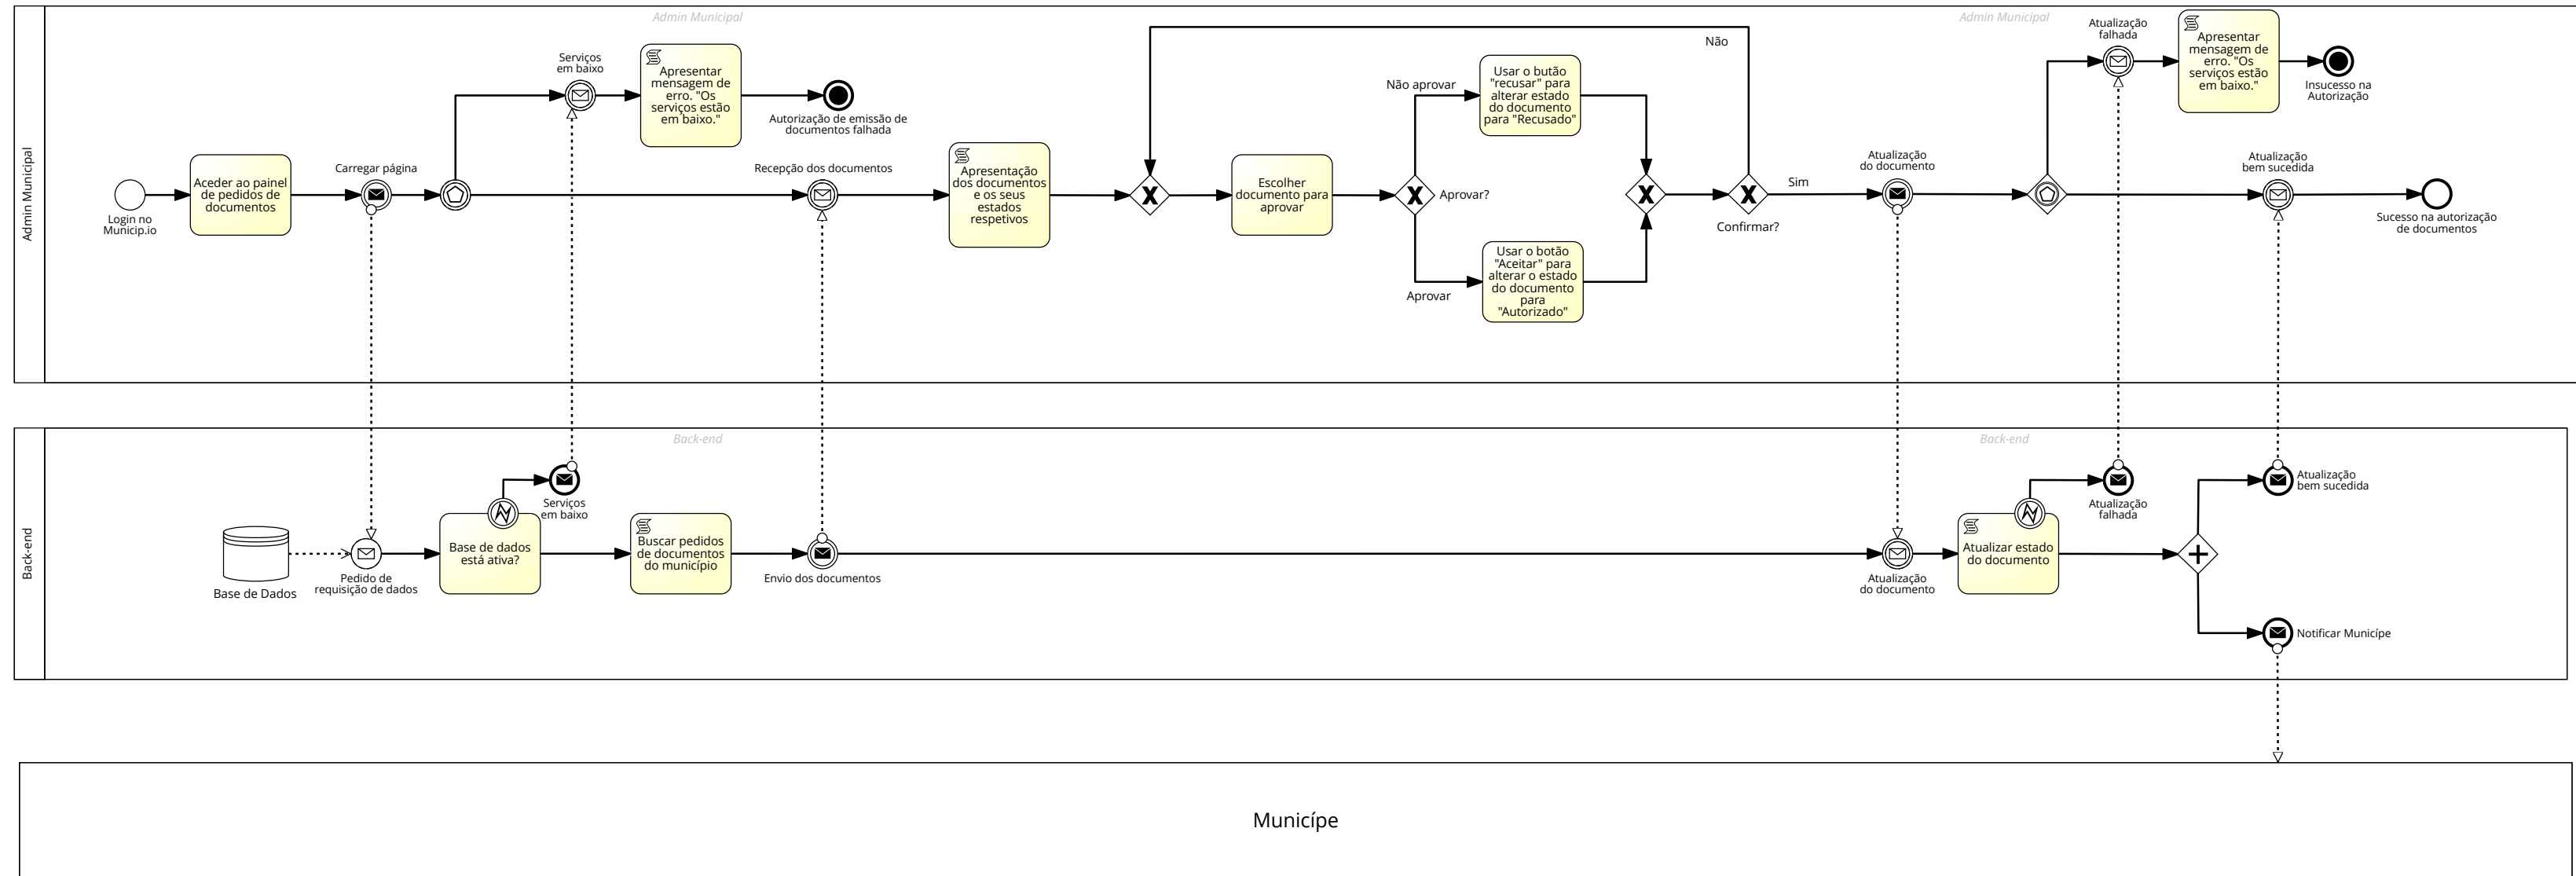 Admin Municipal
Admin Municipal
Admin Municipal
Login no
Municip.io
Aceder ao painel
de pedidos de
documentos
Carregar página
Serviços
em baixo
Apresentar
mensagem de
erro. "Os
serviços estão
em baixo."
Autorização de emissão de
documentos falhada
Recepção dos documentos
Apresentação
dos documentos
e os seus
estados
respetivos
Escolher
documento para
aprovar
Aprovar?
Não aprovar
Usar o butão
"recusar" para
alterar estado
do documento
para "Recusado"
Aprovar
Usar o botão
"Aceitar" para
alterar o estado
do documento
para
"Autorizado"
Não
Confirmar?
Sim
Atualização
do documento
Atualização
falhada
Apresentar
mensagem de
erro. "Os
serviços estão
em baixo."
Insucesso na
Autorização
Atualização
bem sucedida
Sucesso na autorização
de documentos
Back-end
Back-end
Back-end
Base de Dados
Pedido de
requisição de dados
Base de dados
está ativa?
Serviços
em baixo
Buscar pedidos
de documentos
do município
Envio dos documentos
Atualização
do documento
Atualizar estado
do documento
Atualização
falhada
Atualização
bem sucedida
Notificar Municípe
Municípe